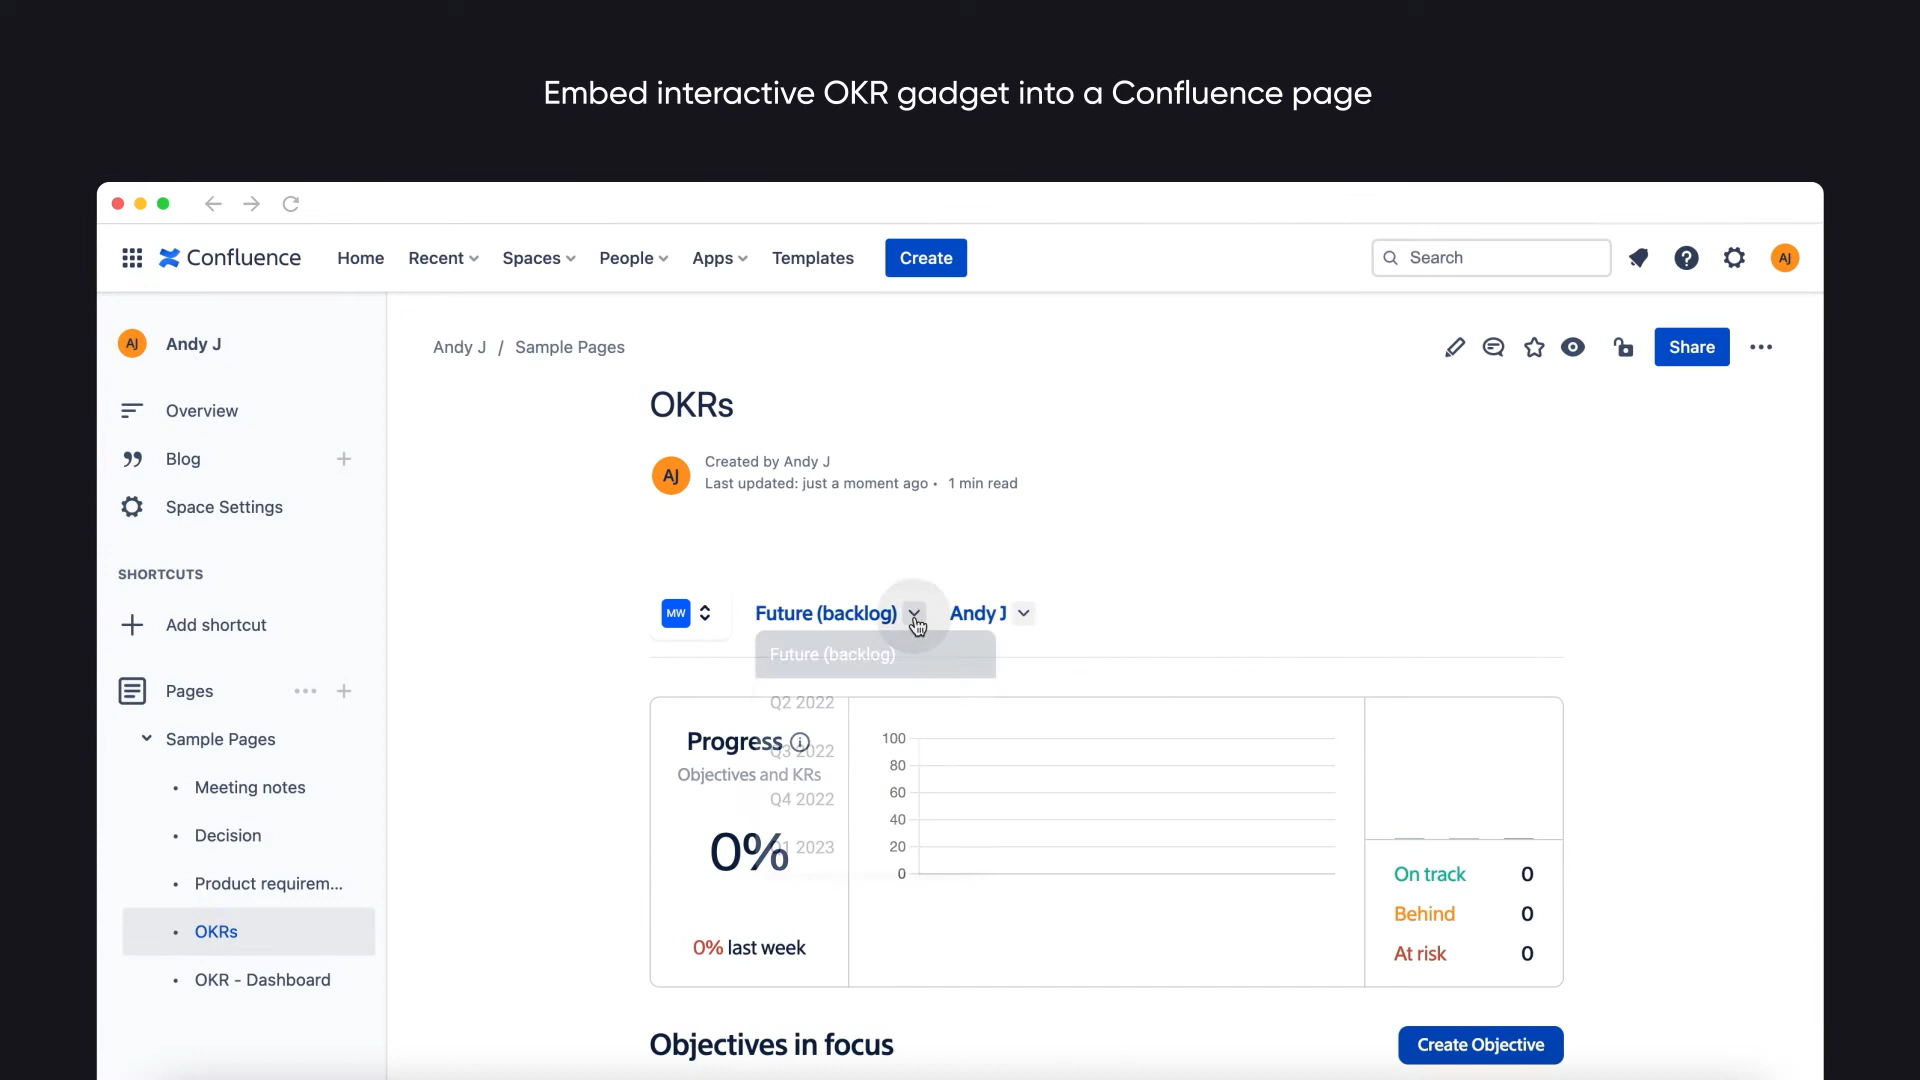 Embed interactive OKR gadget into a Confluence page
Confluence Home Recent Spaces People Apps Templates Create Search AJ
AJ Andy J
Overview
Blog
Space Settings
SHORTCUTS
Add shortcut
Pages
Sample Pages
• Meeting notes
• Decision
• Product requirem...
• OKRs
• OKR - Dashboard
Andy J / Sample Pages
Share
OKRs
AJ
Created by Andy J
Last updated: just a moment ago • 1 min read
MW Future (backlog) Andy J
Future (backlog)
Q2 2022
Q3 2022
Q4 2022
Q1 2023
Progress
Objectives and KRs
0%
0% last week
100
80
60
40
20
0
On track 0
Behind 0
At risk 0
Objectives in focus
Create Objective